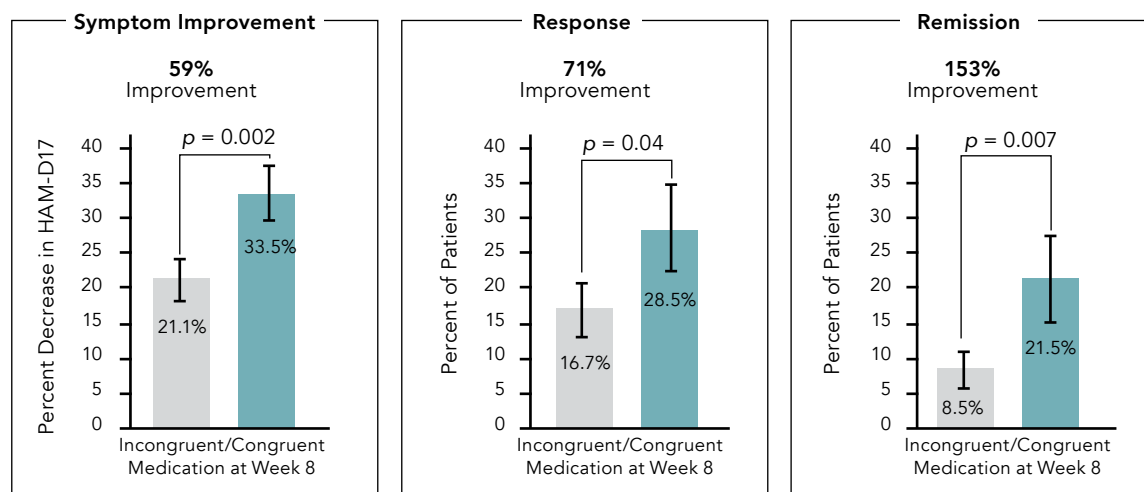 Symptom Improvement
59%
Improvement
p = 0.002
Percent Decrease in HAM-D17
40
35
30
25
20
15
10
5
0
21.1%
33.5%
Incongruent/Congruent
Medication at Week 8
Response
71%
Improvement
p = 0.04
Percent of Patients
40
35
30
25
20
15
10
5
0
16.7%
28.5%
Incongruent/Congruent
Medication at Week 8
Remission
153%
Improvement
p = 0.007
Percent of Patients
40
35
30
25
20
15
10
5
0
8.5%
21.5%
Incongruent/Congruent
Medication at Week 8